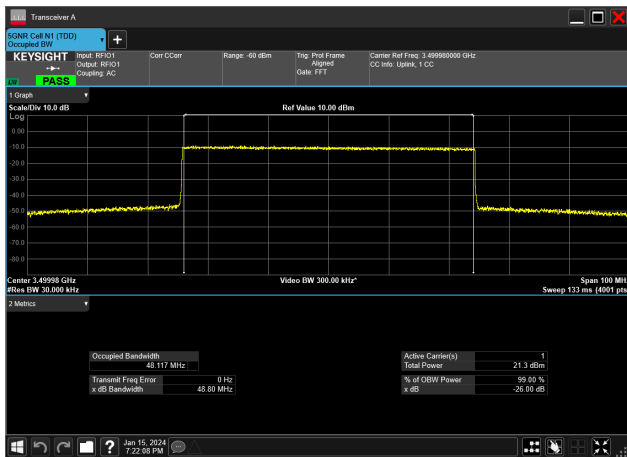 Transceiver A
5GNR Cell N1 (TDD)
Occupied BW
KEYSIGHT
LXI
PASS
Input: RFIO1
Output: RFIO1
Coupling: AC
Corr CCorr
Range: -60 dBm
Trig: Prot Frame
Aligned
Gate: FFT
Carrier Ref Freq: 3.499980000 GHz
CC Info: Uplink, 1 CC
1 Graph
Scale/Div 10.0 dB
Ref Value 10.00 dBm
Log
0.00
-10.0
-20.0
-30.0
-40.0
-50.0
-60.0
-70.0
-80.0
Center 3.49998 GHz
Video BW 300.00 kHz*
Span 100 MH
#Res BW 30.000 kHz
Sweep 133 ms (4001 pts
2 Metrics
Occupied Bandwidth
48.117 MHz
Transmit Freq Error 0 Hz
x dB Bandwidth 48.80 MHz
Active Carrier(s) 1
Total Power 21.3 dBm
% of OBW Power 99.00 %
x dB -26.00 dB
Jan 15, 2024
7:22:08 PM